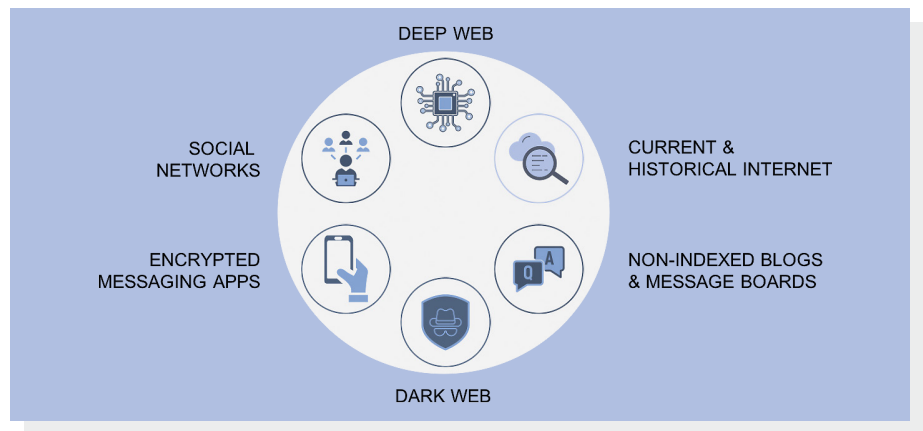 DEEP WEB
SOCIAL
NETWORKS
CURRENT &
HISTORICAL INTERNET
ENCRYPTED
MESSAGING APPS
Q
A
NON-INDEXED BLOGS
& MESSAGE BOARDS
DARK WEB